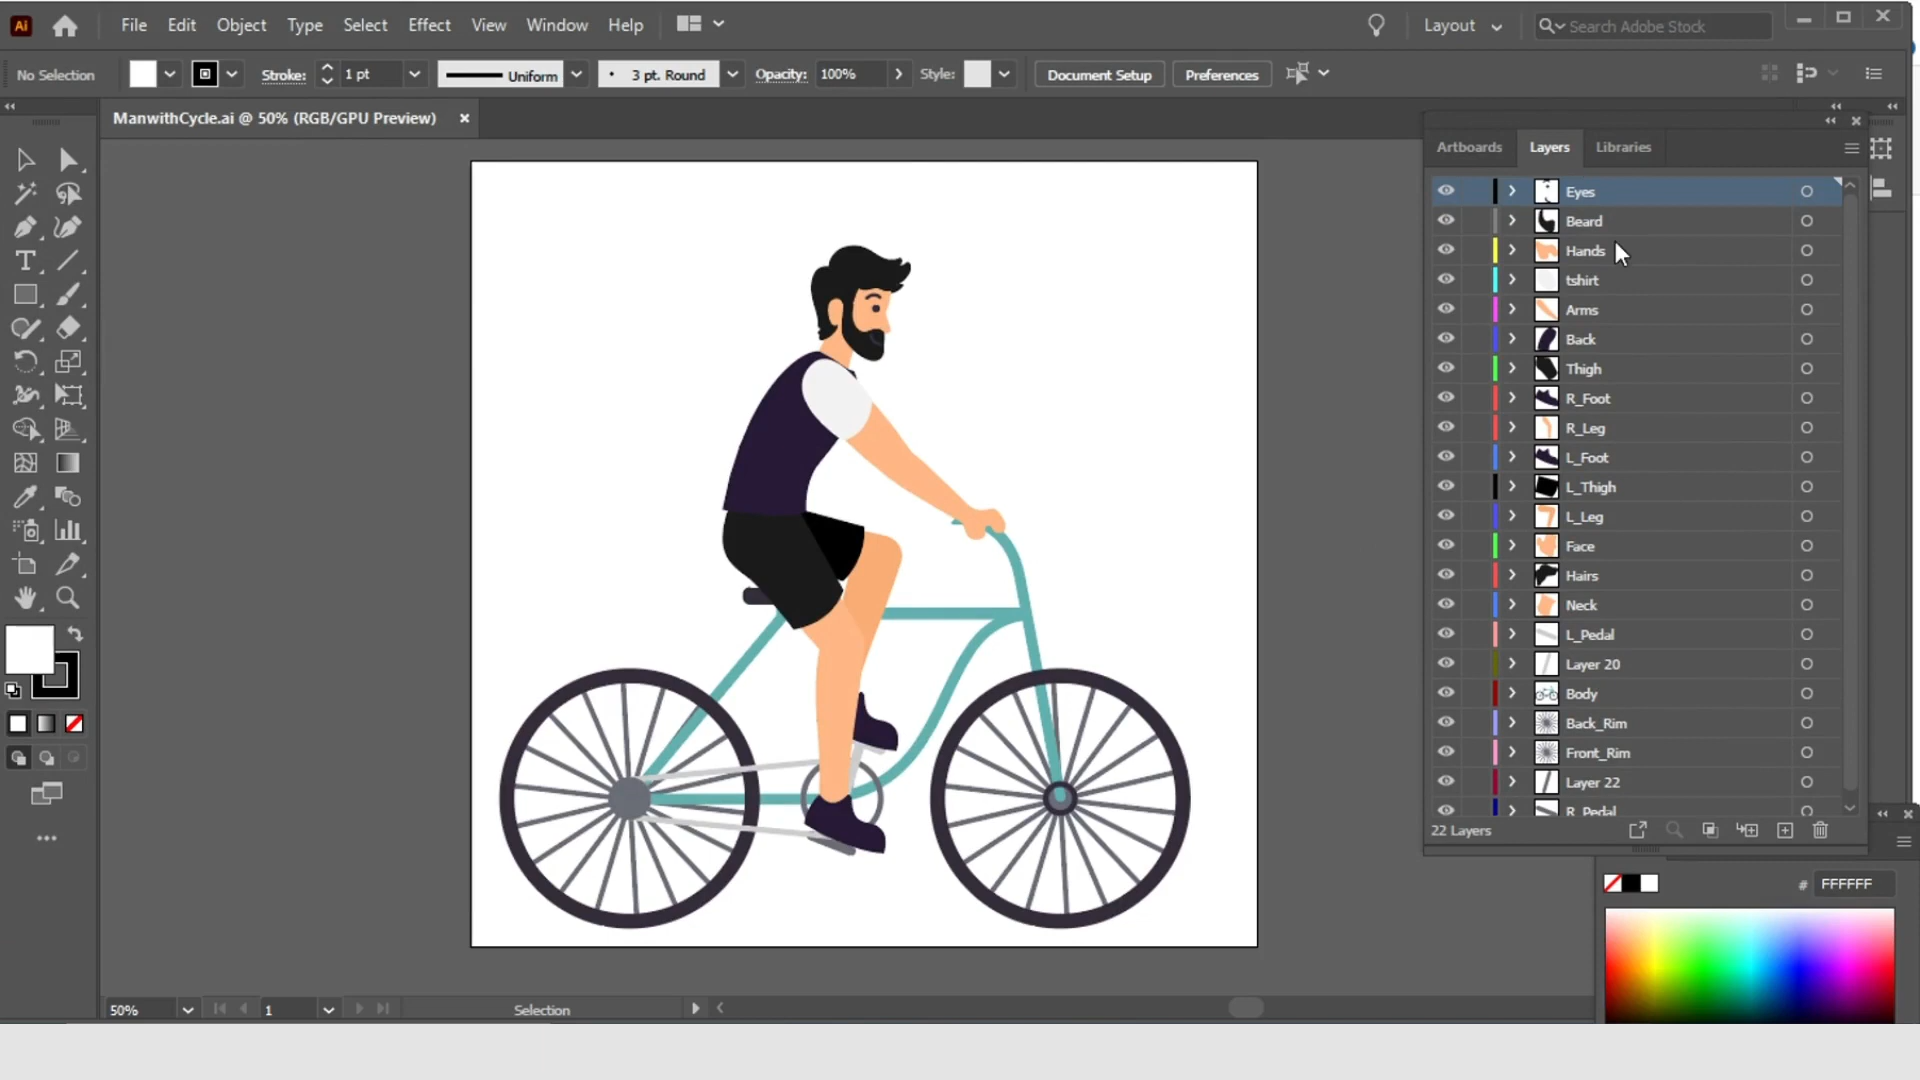 Ai File Edit Object Type Select Effect View Window Help Layout Search Adobe Stock
No Selection Stroke: 1 pt Uniform 3 pt. Round Opacity: 100% Style: Document Setup Preferences
ManwithCycle.ai @ 50% (RGB/GPU Preview)
Artboards Layers Libraries
Eyes
Beard
Hands
tshirt
Arms
Back
Thigh
R_Foot
R_Leg
L_Foot
L_Thigh
L_Leg
Face
Hairs
Neck
L_Pedal
Layer 20
Body
Back_Rim
Front_Rim
Layer 22
R_Pedal
22 Layers
# FFFFFF
50% 1 Selection